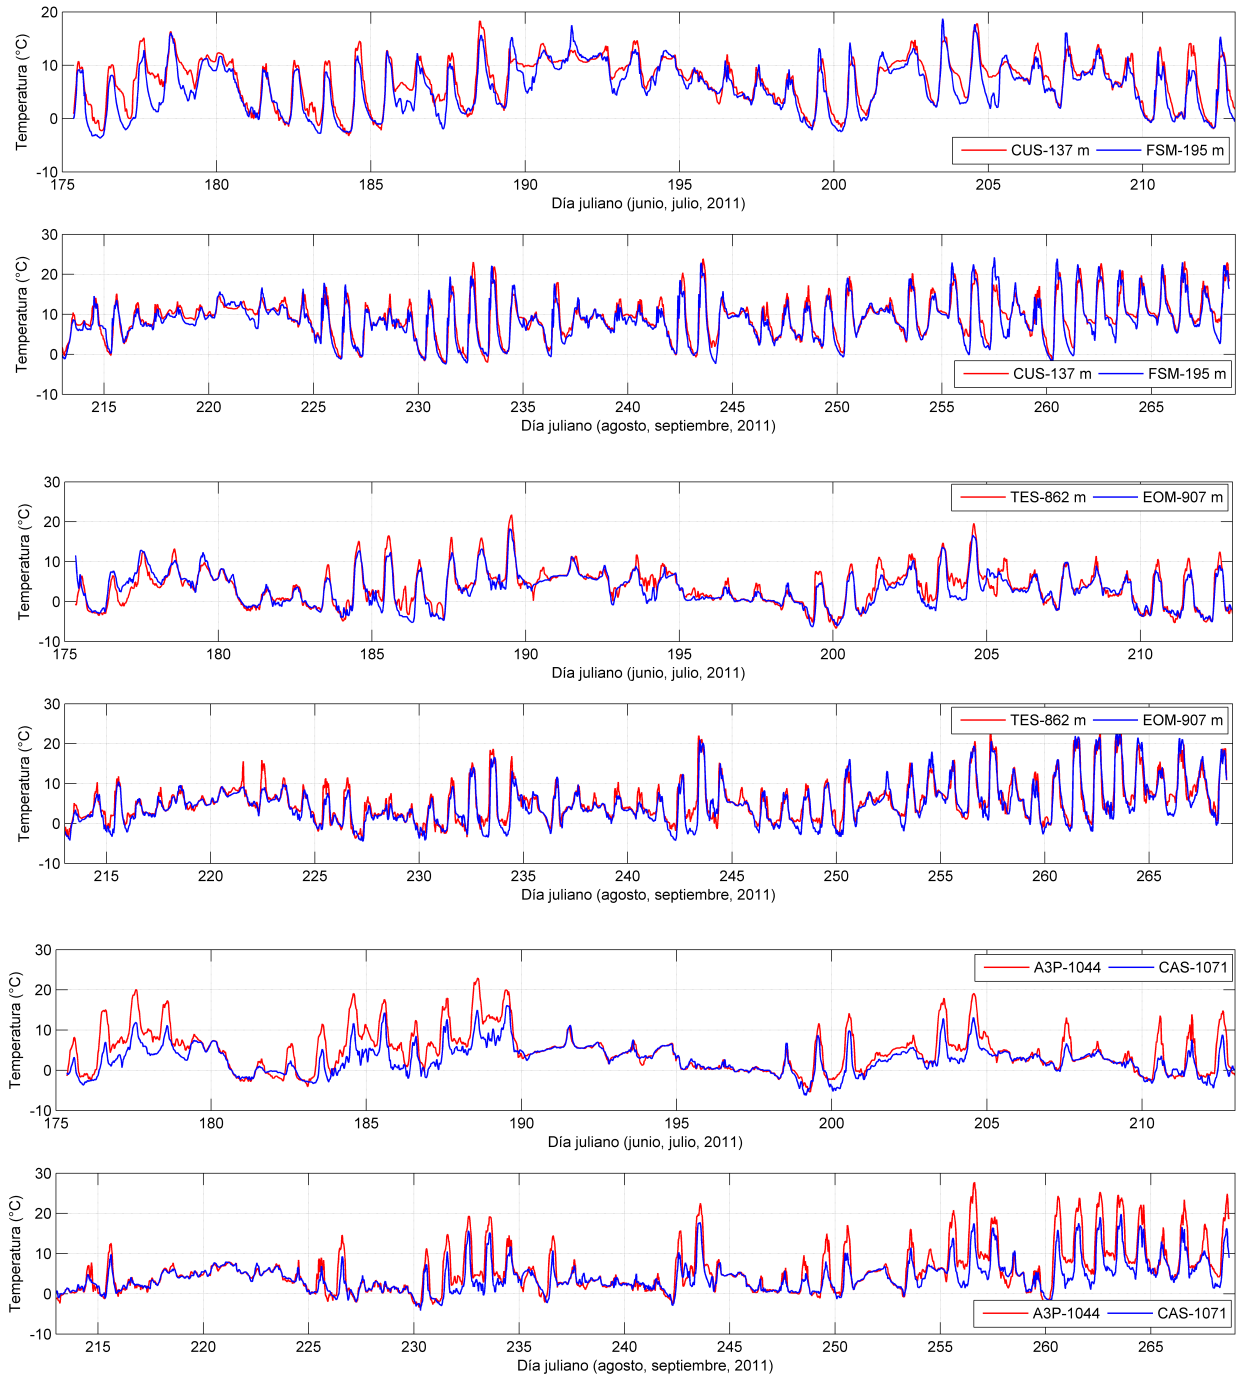 Temperatura (°C)
20
10
0
-10
175 180 185 190 195 200 205 210
CUS-137 m FSM-195 m
Día juliano (junio, julio, 2011)
Temperatura (°C)
30
20
10
0
-10
215 220 225 230 235 240 245 250 255 260 265
CUS-137 m FSM-195 m
Día juliano (agosto, septiembre, 2011)
Temperatura (°C)
30
20
10
0
-10
175 180 185 190 195 200 205 210
TES-862 m EOM-907 m
Día juliano (junio, julio, 2011)
Temperatura (°C)
30
20
10
0
-10
215 220 225 230 235 240 245 250 255 260 265
TES-862 m EOM-907 m
Día juliano (agosto, septiembre, 2011)
Temperatura (°C)
30
20
10
0
-10
175 180 185 190 195 200 205 210
A3P-1044 CAS-1071
Día juliano (junio, julio, 2011)
Temperatura (°C)
30
20
10
0
-10
215 220 225 230 235 240 245 250 255 260 265
A3P-1044 CAS-1071
Día juliano (agosto, septiembre, 2011)